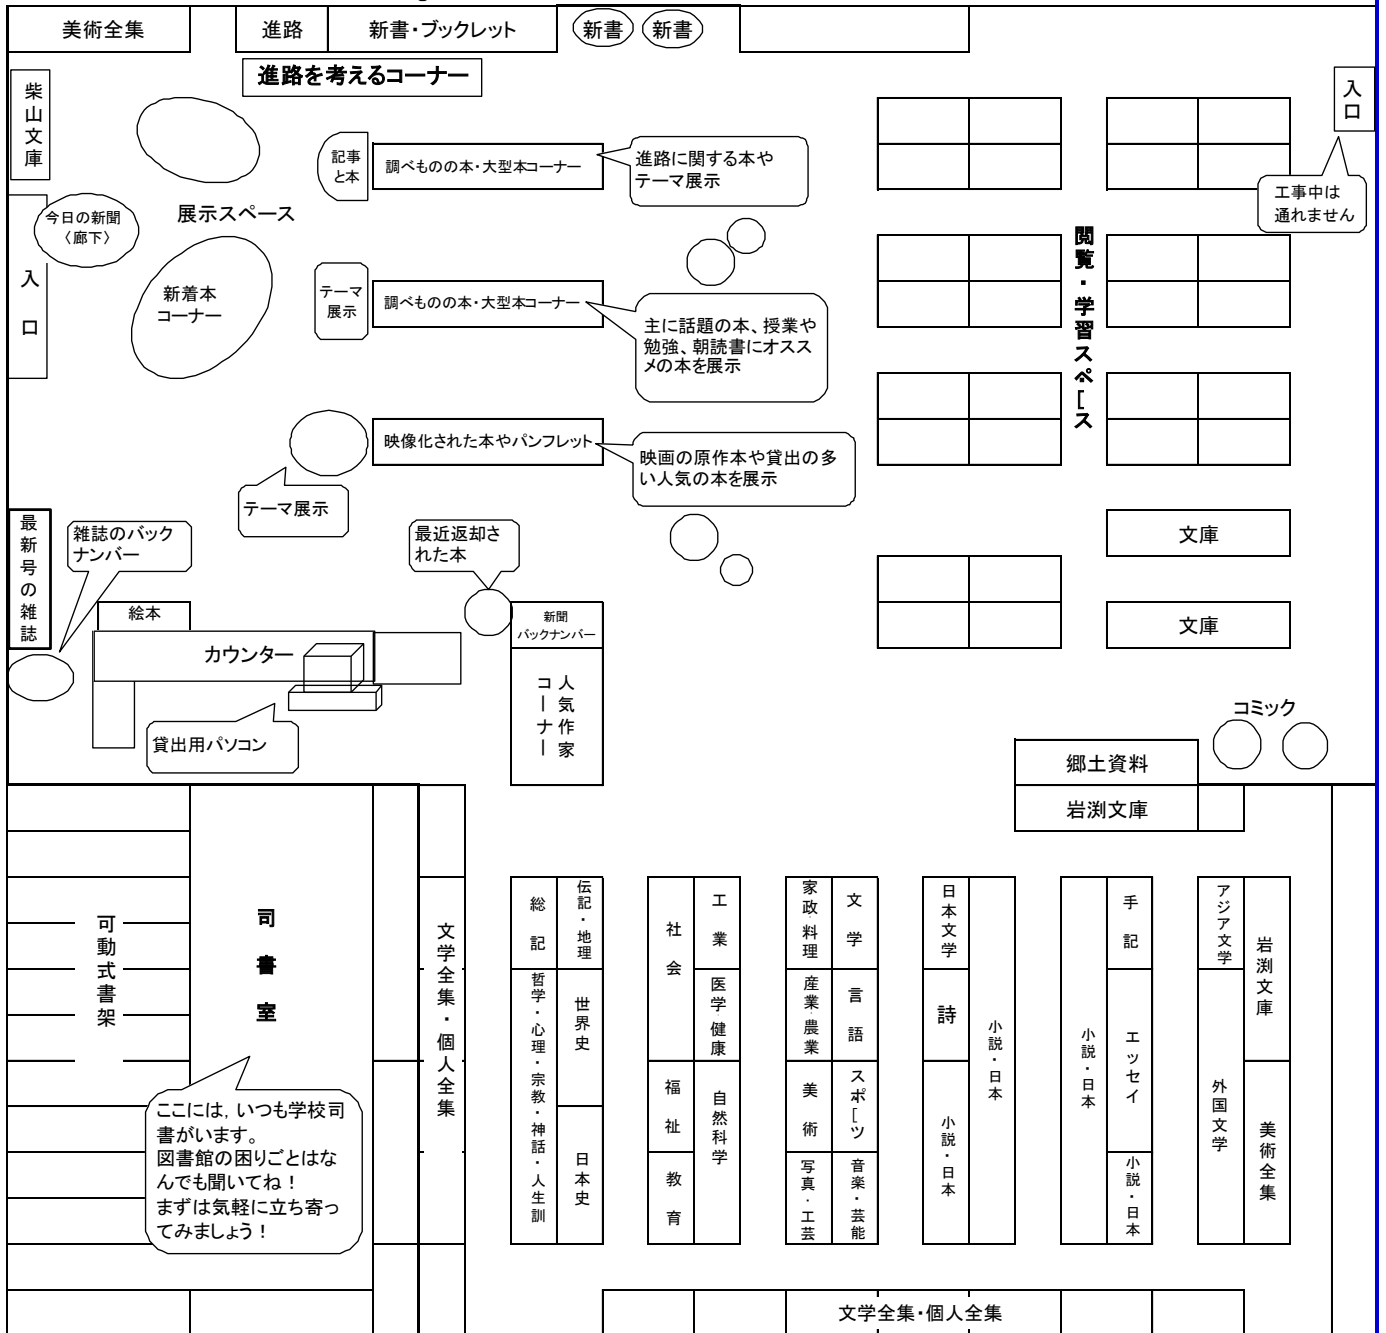 美術全集
進路
新書・ブックレット
新書
新書
進路を考えるコーナー
柴山文庫
入口
工事中は
通れません
記事
と本
調べものの本・大型本コーナー
進路に関する本や
テーマ展示
今日の新聞
〈廊下〉
展示スペース
入口
新着本
コーナー
テーマ
展示
調べものの本・大型本コーナー
主に話題の本、授業や
勉強、朝読書にオスス
メの本を展示
閲覧・学習スペース
映像化された本やパンフレット
映画の原作本や貸出の多
い人気の本を展示
テーマ展示
最新号の雑誌
雑誌のバック
ナンバー
最近返却さ
れた本
文庫
文庫
絵本
カウンター
新聞
バックナンバー
人気作家
コーナー
貸出用パソコン
コミック
郷土資料
岩渕文庫
可動式書架
司書室
ここには, いつも学校司
書がいます。
図書館の困りごとはな
んでも聞いてね！
まずは気軽に立ち寄っ
てみましょう！
文学全集・個人全集
総記
伝記・地理
哲学・心理・宗教・神話・人生訓
世界史
日本史
社会
工業
医学・健康
福祉
自然科学
教育
家政・料理
文学
産業・農業
言語
美術
スポーツ
写真・工芸
音楽・芸能
日本文学
詩
小説・日本
小説・日本
小説・日本
手記
エッセイ
小説・日本
アジア文学
岩渕文庫
外国文学
美術全集
文学全集・個人全集